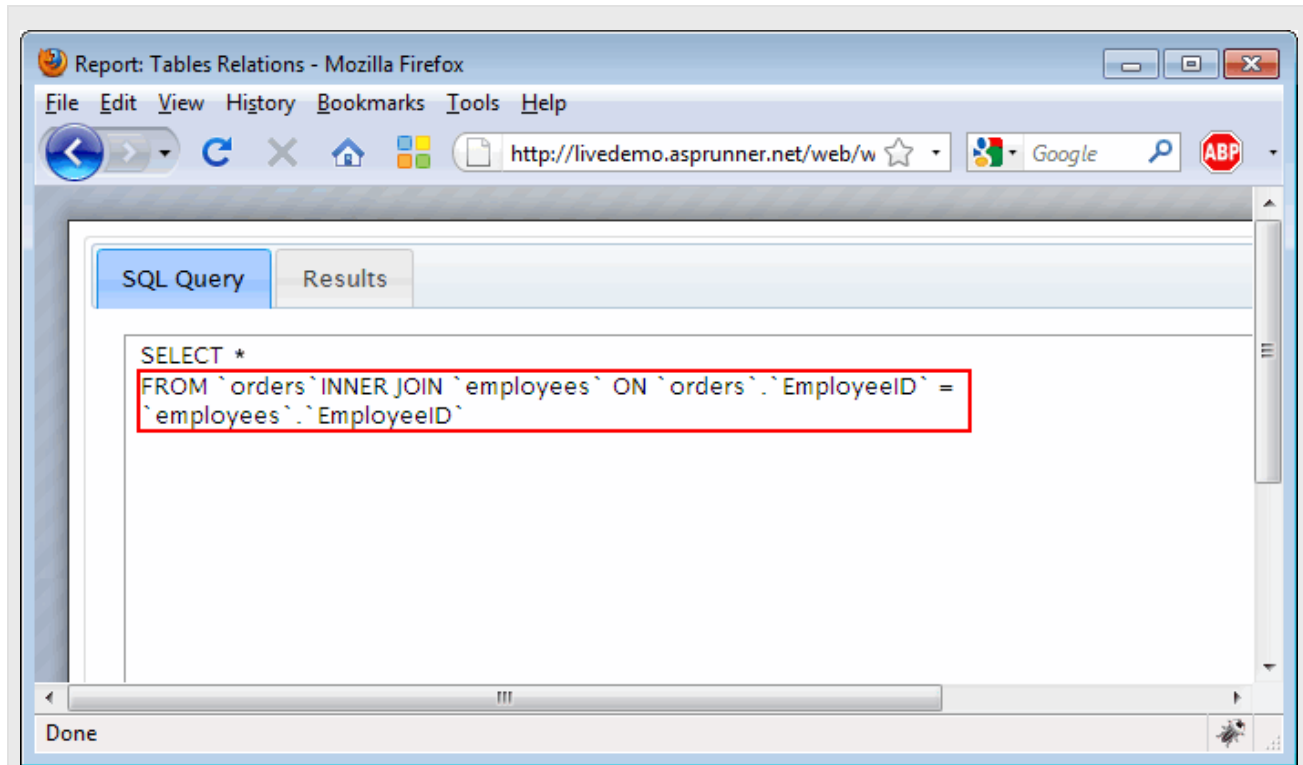 Report: Tables Relations - Mozilla Firefox
File Edit View History Bookmarks Tools Help
http://livedemo.asprunner.net/web/w Google ABP
SQL Query Results
SELECT *
FROM `orders`INNER JOIN `employees` ON `orders`.`EmployeeID` =
`employees`.`EmployeeID`
Done